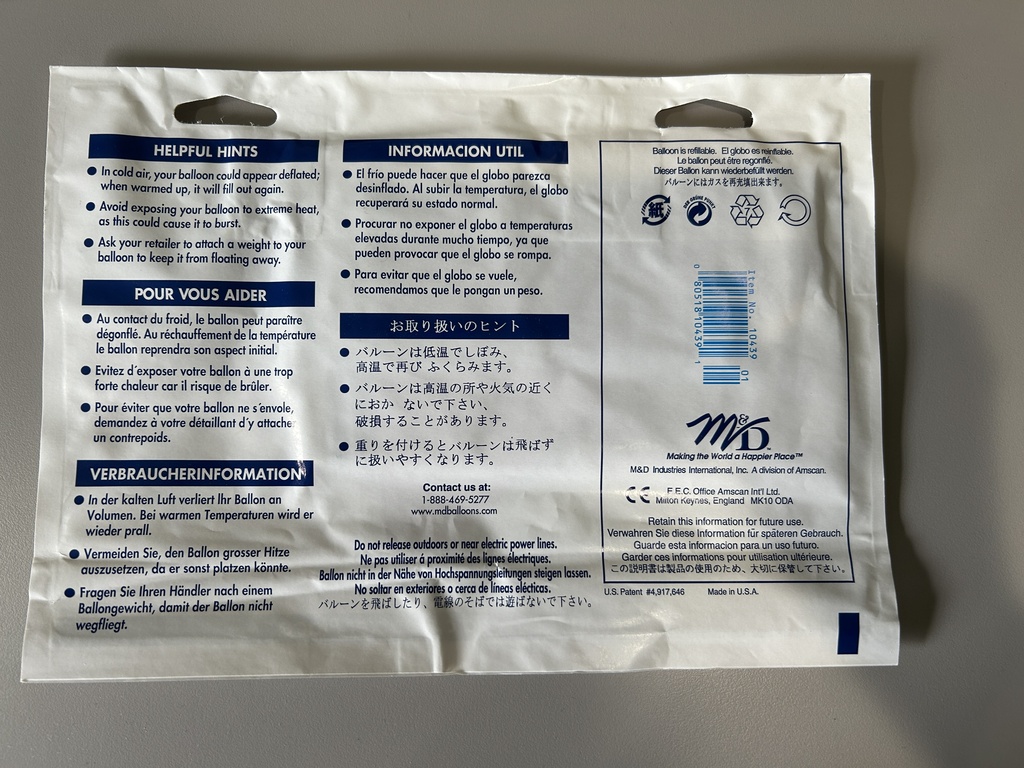 HELPFUL HINTS
● In cold air, your balloon could appear deflated;
when warmed up, it will fill out again.
● Avoid exposing your balloon to extreme heat,
as this could cause it to burst.
● Ask your retailer to attach a weight to your
balloon to keep it from floating away.
POUR VOUS AIDER
● Au contact du froid, le ballon peut paraître
dégonflé. Au réchauffement de la température
le ballon reprendra son aspect initial.
● Evitez d'exposer votre ballon à une trop
forte chaleur car il risque de brûler.
● Pour éviter que votre ballon ne s'envole,
demandez à votre détaillant d'y attacher
un contrepoids.
VERBRAUCHERINFORMATION
● In der kalten Luft verliert Ihr Ballon an
Volumen. Bei warmen Temperaturen wird er
wieder prall.
● Vermeiden Sie, den Ballon grosser Hitze
auszusetzen, da er sonst platzen könnte.
● Fragen Sie Ihren Händler nach einem
Ballongewicht, damit der Ballon nicht
wegfliegt.
INFORMACION UTIL
● El frío puede hacer que el globo parezca
desinflado. Al subir la temperatura, el globo
recuperará su estado normal.
● Procurar no exponer el globo a temperaturas
elevadas durante mucho tiempo, ya que
pueden provocar que el globo se rompa.
● Para evitar que el globo se vuele,
recomendamos que le pongan un peso.
お取り扱いのヒント
● バルーンは低温でしぼみ、
高温で再び ふくらみます。
● バルーンは高温の所や火気の近く
におか ないで下さい、
破損することがあります。
● 重りを付けるとバルーンは飛ばず
に扱いやすくなります。
Contact us at:
1-888-469-5277
www.mdballoons.com
Do not release outdoors or near electric power lines.
Ne pas utiliser á proximité des lignes électriques.
Ballon nicht in der Nähe von Hochspannungsleitungen steigen lassen.
No soltar en exteriores o cerca de líneas elécticas.
バルーンを飛ばしたり、電線のそばでは遊ばないで下さい。
Balloon is refillable. El globo es reinflable.
Le ballon peut être regonflé.
Dieser Ballon kann wiederbefüllt werden.
バルーンにはガスを再充填出来ます。
紙
DER GRÜNE PUNKT
7
Item No. 10439
0 80518 10439 1
01
M&D
Making the World a Happier Place™
M&D Industries International, Inc. A division of Amscan.
CE
E.E.C. Office Amscan Int'l Ltd.
Milton Keynes, England MK10 ODA
Retain this information for future use.
Verwahren Sie diese Information für späteren Gebrauch.
Guarde esta informacion para un uso futuro.
Garder ces informations pour utilisation ultérieure.
この説明書は製品の使用のため、大切に保管して下さい。
U.S. Patent #4,917,646 Made in U.S.A.